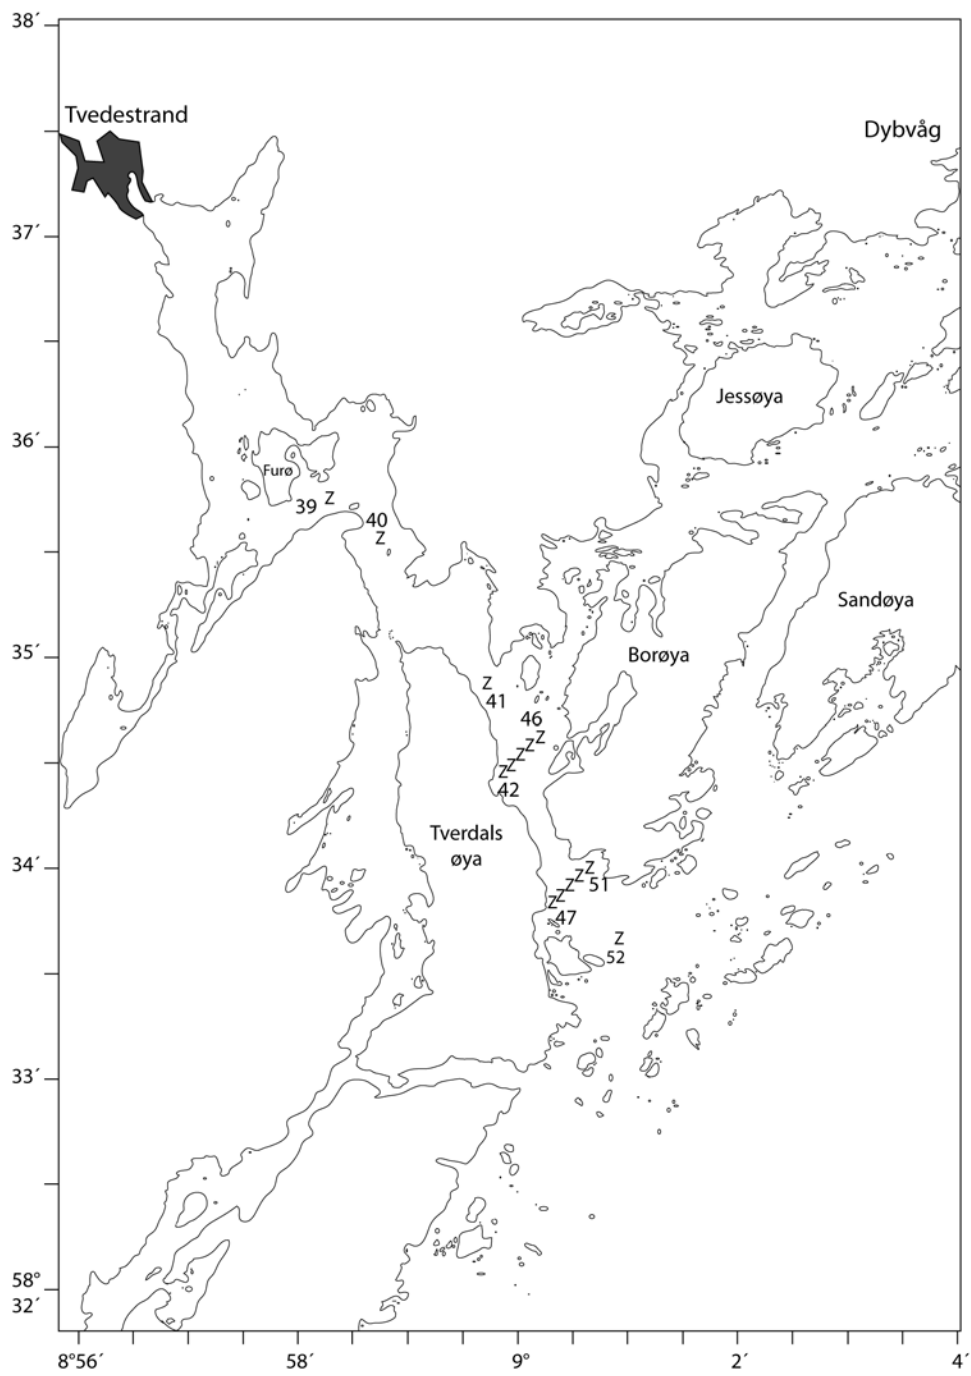 38´
Tvedestrand
Dybvåg
37´
Jessøya
36´
Furø
39 Z
40
Z
Sandøya
35´
Borøya
Z
41
46
Z
Z
Z
Z
Z
42
Tverdals
øya
34´
Z
Z
51
Z
Z
Z
47
Z
52
33´
58°
32´
8°56´ 58´ 9° 2´ 4´